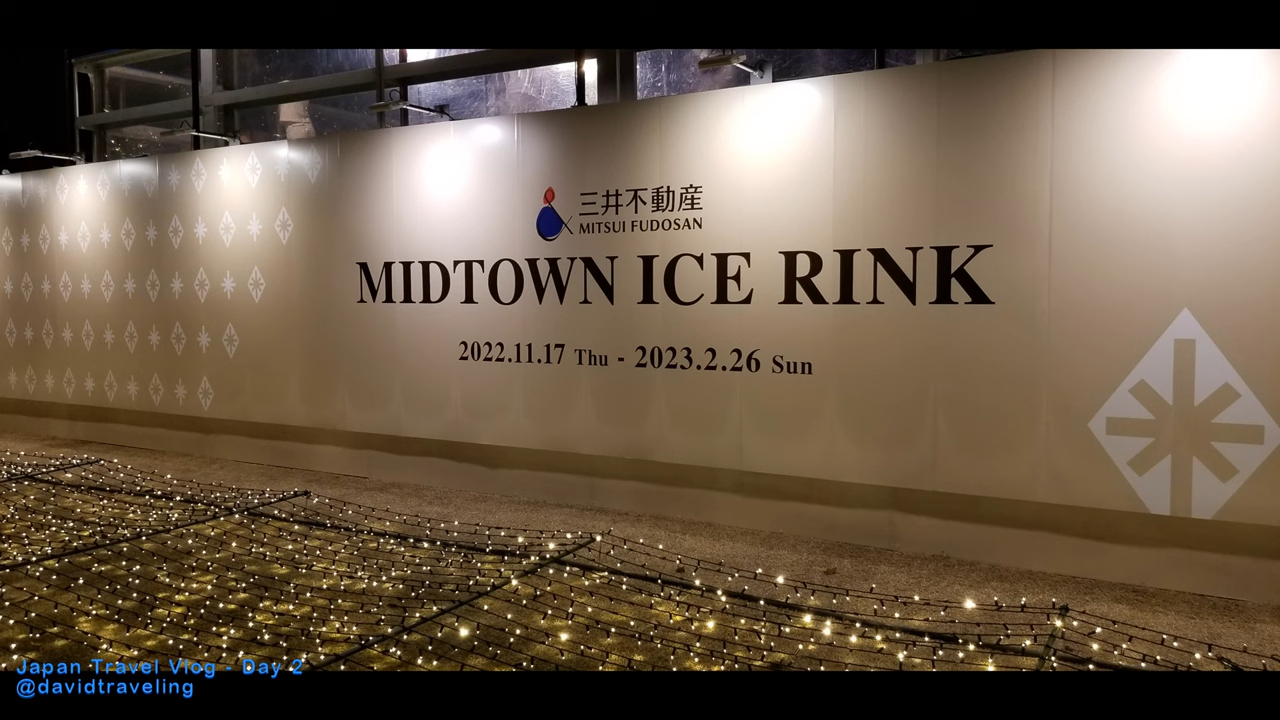 三井不動産
MITSUI FUDOSAN
MIDTOWN ICE RINK
2022.11.17 Thu - 2023.2.26 Sun
Japan Travel Vlog - Day 2
@davidtraveling